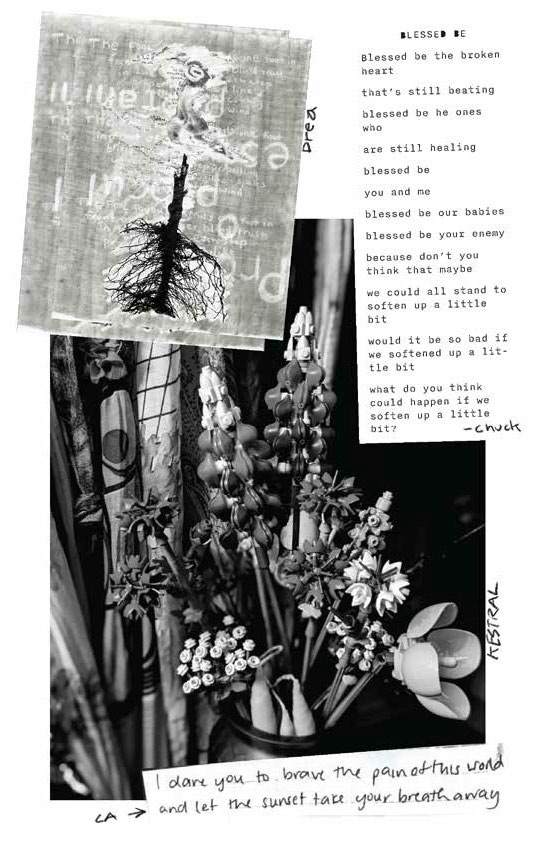 BLESSED BE
Blessed be the broken
heart
that's still beating
blessed be he ones
who
are still healing
blessed be
you and me
blessed be our babies
blessed be your enemy
because don't you
think that maybe
we could all stand to
soften up a little
bit
would it be so bad if
we softened up a lit-
tle bit
what do you think
could happen if we
soften up a little
bit?
-Chuck
Drea
KESTRAL
I dare you to brave the pain of this world
and let the sunset take your breath away
LA →